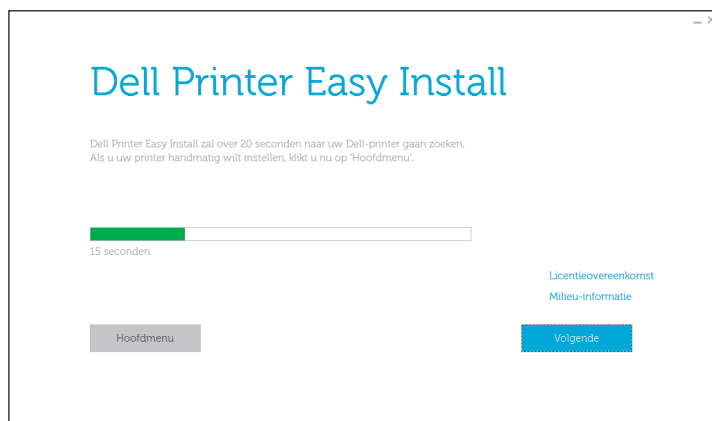 Dell Printer Easy Install
Dell Printer Easy Install zal over 20 seconden naar uw Dell-printer gaan zoeken.
Als u uw printer handmatig wilt instellen, klikt u nu op 'Hoofdmenu'.
15 seconden
Licentieovereenkomst
Milieu-informatie
Hoofdmenu
Volgende